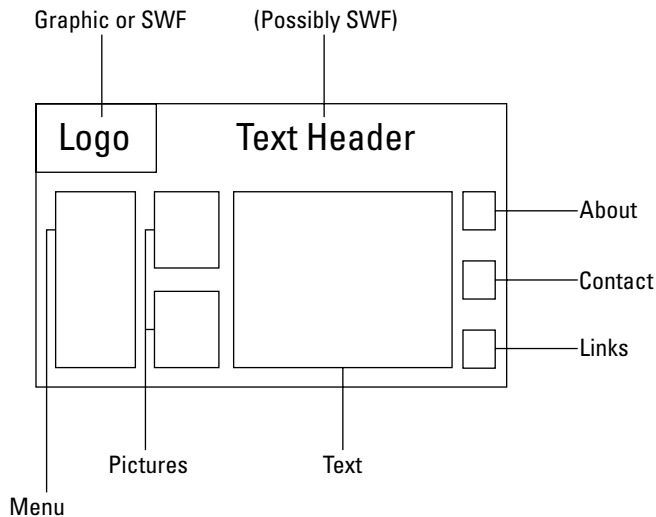 Graphic or SWF
(Possibly SWF)
Logo
Text Header
About
Contact
Links
Pictures
Text
Menu